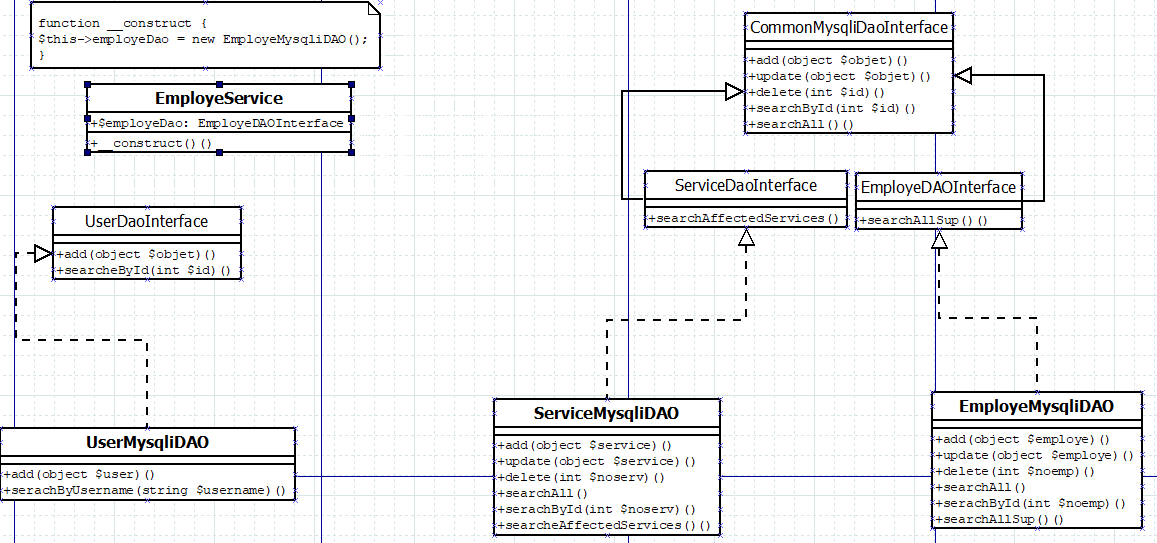 function __construct {
$this->employeDao = new EmployeMysqliDAO();
}
EmployeService
+$employeDao: EmployeDAOInterface
+__construct()()
UserDaoInterface
+add(object $objet)()
+searcheById(int $id)()
UserMysqliDAO
+add(object $user)()
+serachByUsername(string $username)()
CommonMysqliDaoInterface
+add(object $objet)()
+update(object $objet)()
+delete(int $id)()
+searchById(int $id)()
+searchAll()()
ServiceDaoInterface
+searchAffectedServices()
EmployeDAOInterface
+searchAllSup()()
ServiceMysqliDAO
+add(object $service)()
+update(object $service)()
+delete(int $noserv)()
+searchAll()
+serachById(int $noserv)()
+searcheAffectedServices()()
EmployeMysqliDAO
+add(object $employe)()
+update(object $employe)()
+delete(int $noemp)()
+searchAll()
+serachById(int $noemp)()
+searchAllSup()()